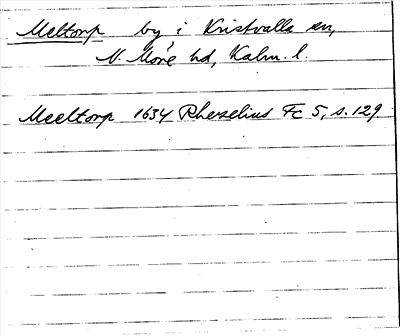 Meltorp by i Kristvalla sn,
N. Möre hd, Kalm. l.
Meeltorp 1634 Rhezelius Fc 5, s. 129.